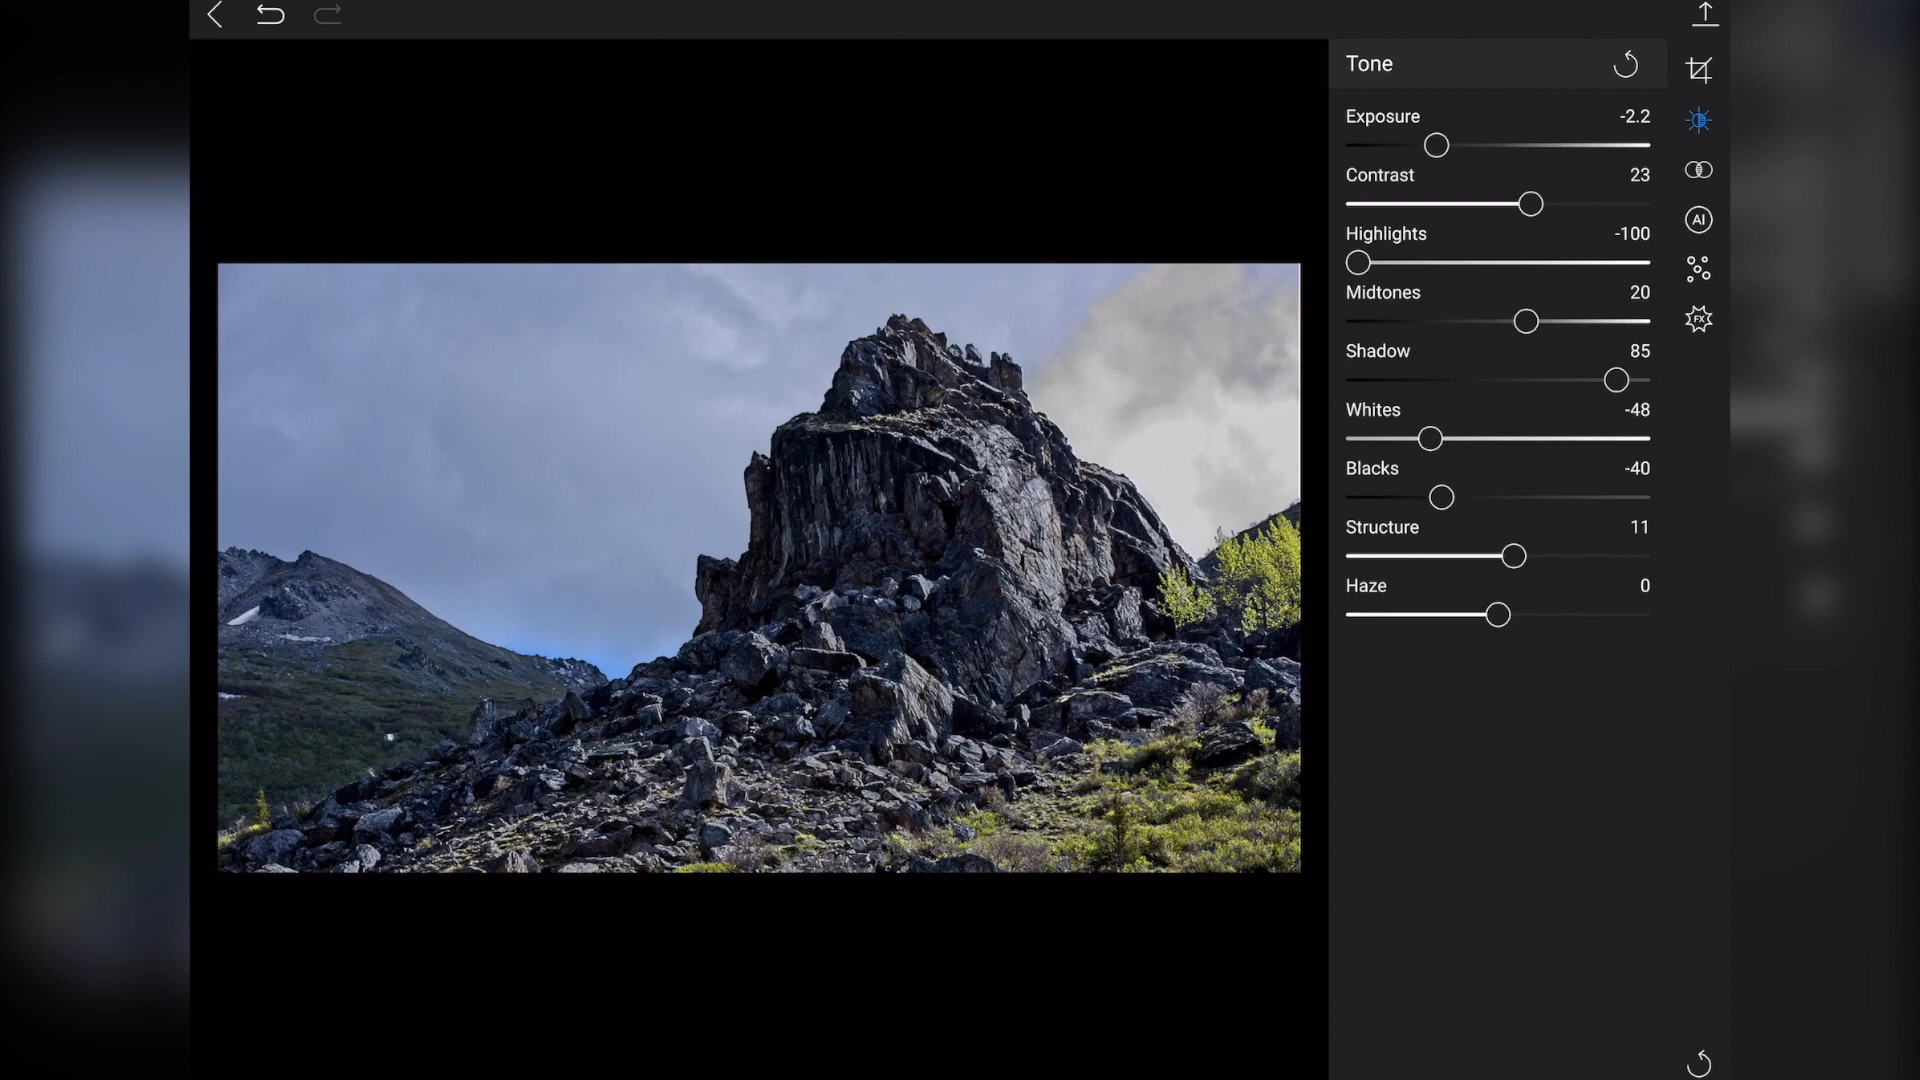 Tone
Exposure -2.2
Contrast 23
Highlights -100
Midtones 20
Shadow 85
Whites -48
Blacks -40
Structure 11
Haze 0
AI
FX